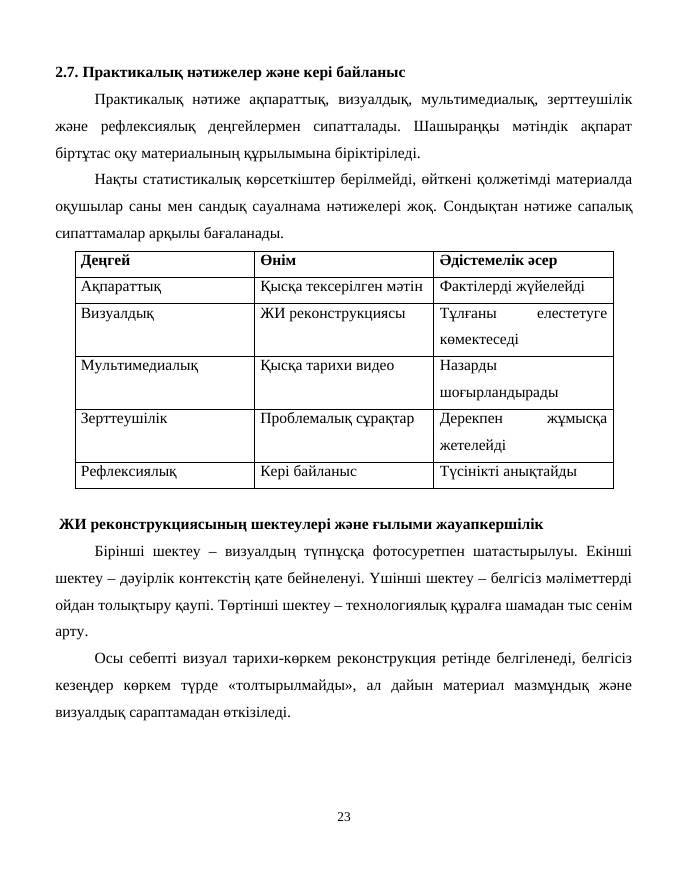 2.7. Практикалық нәтижелер және кері байланыс
Практикалық нәтиже ақпараттық, визуалдық, мультимедиалық, зерттеушілік
және рефлексиялық деңгейлермен сипатталады. Шашыраңқы мәтіндік ақпарат
біртұтас оқу материалының құрылымына біріктіріледі.
Нақты статистикалық көрсеткіштер берілмейді, өйткені қолжетімді материалда
оқушылар саны мен сандық сауалнама нәтижелері жоқ. Сондықтан нәтиже сапалық
сипаттамалар арқылы бағаланады.
Деңгей Өнім Әдістемелік әсер
Ақпараттық Қысқа тексерілген мәтін Фактілерді жүйелейді
Визуалдық ЖИ реконструкциясы Тұлғаны елестетуге
көмектеседі
Мультимедиалық Қысқа тарихи видео Назарды
шоғырландырады
Зерттеушілік Проблемалық сұрақтар Дерекпен жұмысқа
жетелейді
Рефлексиялық Кері байланыс Түсінікті анықтайды
ЖИ реконструкциясының шектеулері және ғылыми жауапкершілік
Бірінші шектеу – визуалдың түпнұсқа фотосуретпен шатастырылуы. Екінші
шектеу – дәуірлік контекстің қате бейнеленуі. Үшінші шектеу – белгісіз мәліметтерді
ойдан толықтыру қаупі. Төртінші шектеу – технологиялық құралға шамадан тыс сенім
арту.
Осы себепті визуал тарихи-көркем реконструкция ретінде белгіленеді, белгісіз
кезеңдер көркем түрде «толтырылмайды», ал дайын материал мазмұндық және
визуалдық сараптамадан өткізіледі.
23